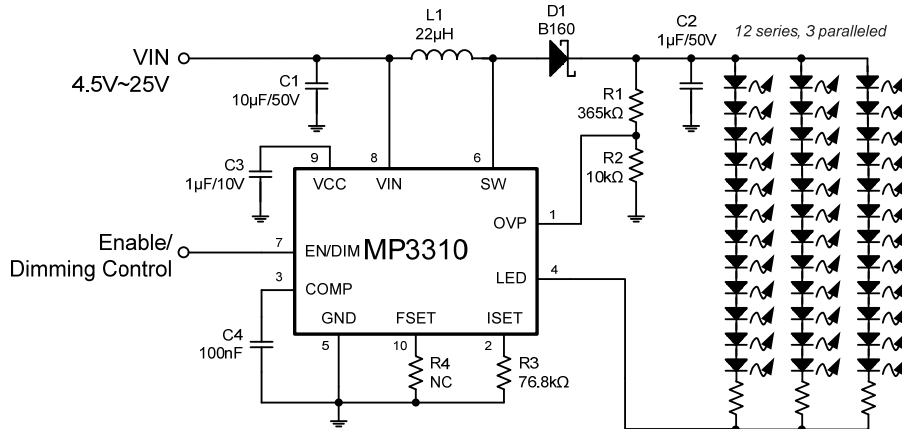 L1
22μH
D1
B160
C2
1μF/50V
12 series, 3 paralleled
VIN
4.5V~25V
C1
10μF/50V
R1
365kΩ
C3
1μF/10V
9
8
6
R2
10kΩ
VCC
VIN
SW
1
OVP
Enable/
Dimming Control
7
EN/DIM
MP3310
3
COMP
LED
4
GND
FSET
ISET
C4
100nF
5
10
2
R4
NC
R3
76.8kΩ